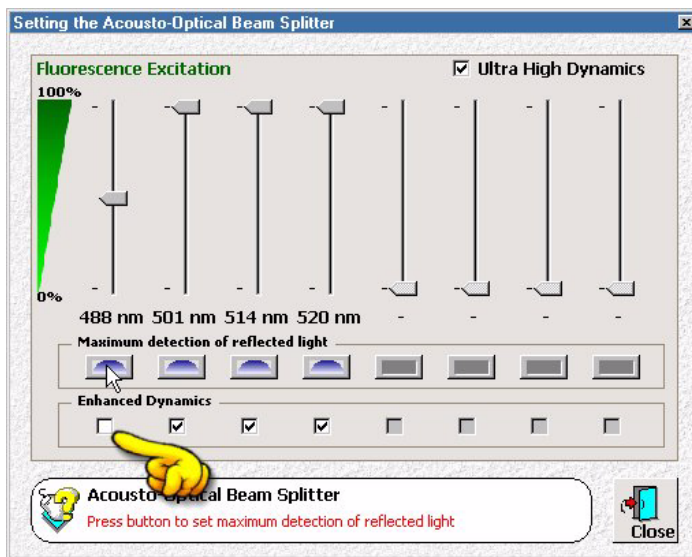 Setting the Acousto-Optical Beam Splitter
Fluorescence Excitation
Ultra High Dynamics
100%
0%
488 nm 501 nm 514 nm 520 nm - - - -
Maximum detection of reflected light
Enhanced Dynamics
Acousto-Optical Beam Splitter
Press button to set maximum detection of reflected light
Close